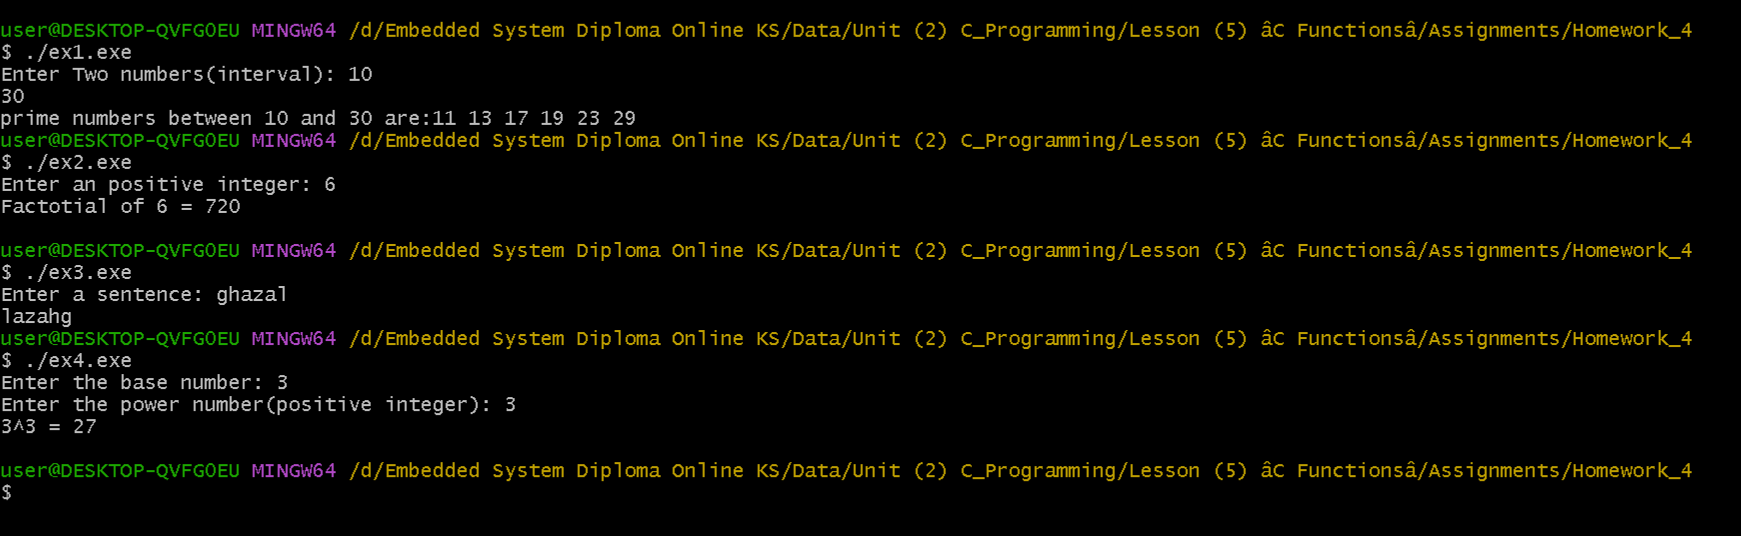 user@DESKTOP-QVFG0EU MINGW64 /d/Embedded System Diploma Online KS/Data/Unit (2) C_Programming/Lesson (5) âC Functionsâ/Assignments/Homework_4
$ ./ex1.exe
Enter Two numbers(interval): 10
30
prime numbers between 10 and 30 are:11 13 17 19 23 29
user@DESKTOP-QVFG0EU MINGW64 /d/Embedded System Diploma Online KS/Data/Unit (2) C_Programming/Lesson (5) âC Functionsâ/Assignments/Homework_4
$ ./ex2.exe
Enter an positive integer: 6
Factotial of 6 = 720
user@DESKTOP-QVFG0EU MINGW64 /d/Embedded System Diploma Online KS/Data/Unit (2) C_Programming/Lesson (5) âC Functionsâ/Assignments/Homework_4
$ ./ex3.exe
Enter a sentence: ghazal
lazahg
user@DESKTOP-QVFG0EU MINGW64 /d/Embedded System Diploma Online KS/Data/Unit (2) C_Programming/Lesson (5) âC Functionsâ/Assignments/Homework_4
$ ./ex4.exe
Enter the base number: 3
Enter the power number(positive integer): 3
3^3 = 27
user@DESKTOP-QVFG0EU MINGW64 /d/Embedded System Diploma Online KS/Data/Unit (2) C_Programming/Lesson (5) âC Functionsâ/Assignments/Homework_4
$